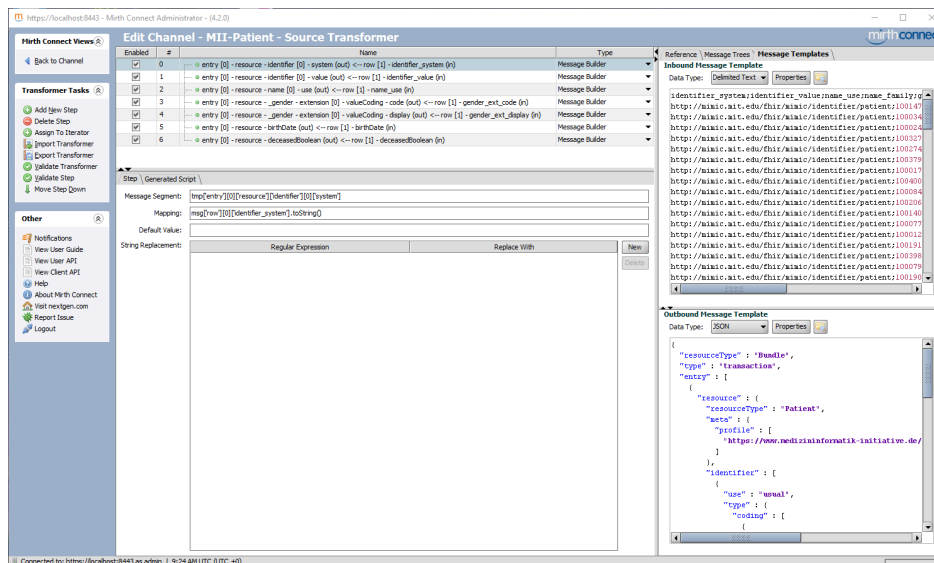 https://localhost:8443 - Mirth Connect Administrator - (4.2.0)
Mirth Connect Views
Back to Channel
Transformer Tasks
Add New Step
Delete Step
Assign To Iterator
Import Transformer
Export Transformer
Validate Transformer
Validate Step
Move Step Down
Other
Notifications
View User Guide
View User API
View Client API
Help
About Mirth Connect
Visit nextgen.com
Report Issue
Logout
Edit Channel - MII-Patient - Source Transformer
mirth connect
Enabled # Name Type
0 entry [0] - resource - identifier [0] - system (out) <-- row [1] - identifier_system (in) Message Builder
1 entry [0] - resource - identifier [0] - value (out) <-- row [1] - identifier_value (in) Message Builder
2 entry [0] - resource - name [0] - use (out) <-- row [1] - name_use (in) Message Builder
3 entry [0] - resource - _gender - extension [0] - valueCoding - code (out) <-- row [1] - gender_ext_code (in) Message Builder
4 entry [0] - resource - _gender - extension [0] - valueCoding - display (out) <-- row [1] - gender_ext_display (in) Message Builder
5 entry [0] - resource - birthDate (out) <-- row [1] - birthDate (in) Message Builder
6 entry [0] - resource - deceasedBoolean (out) <-- row [1] - deceasedBoolean (in) Message Builder
Step Generated Script
Message Segment: tmp['entry'][0]['resource']['identifier'][0]['system']
Mapping: msg['row'][0]['identifier_system'].toString()
Default Value:
String Replacement: Regular Expression Replace With New
Delete
Reference Message Trees Message Templates
Inbound Message Template
Data Type: Delimited Text Properties
identifier_system;identifier_value;name_use;name_family;g
http://mimic.mit.edu/fhir/mimic/identifier/patient;100147
http://mimic.mit.edu/fhir/mimic/identifier/patient;100034
http://mimic.mit.edu/fhir/mimic/identifier/patient;100024
http://mimic.mit.edu/fhir/mimic/identifier/patient;100327
http://mimic.mit.edu/fhir/mimic/identifier/patient;100274
http://mimic.mit.edu/fhir/mimic/identifier/patient;100379
http://mimic.mit.edu/fhir/mimic/identifier/patient;100017
http://mimic.mit.edu/fhir/mimic/identifier/patient;100400
http://mimic.mit.edu/fhir/mimic/identifier/patient;100084
http://mimic.mit.edu/fhir/mimic/identifier/patient;100206
http://mimic.mit.edu/fhir/mimic/identifier/patient;100140
http://mimic.mit.edu/fhir/mimic/identifier/patient;100077
http://mimic.mit.edu/fhir/mimic/identifier/patient;100012
http://mimic.mit.edu/fhir/mimic/identifier/patient;100191
http://mimic.mit.edu/fhir/mimic/identifier/patient;100398
http://mimic.mit.edu/fhir/mimic/identifier/patient;100079
http://mimic.mit.edu/fhir/mimic/identifier/patient;100190
Outbound Message Template
Data Type: JSON Properties
{
"resourceType" : "Bundle",
"type" : "transaction",
"entry" : [
{
"resource" : {
"resourceType" : "Patient",
"meta" : {
"profile" : [
"https://www.medizininformatik-initiative.de/
]
},
"identifier" : [
{
"use" : "usual",
"type" : {
"coding" : [
{
Connected to: https://localhost:8443 as admin | 9:24 AM UTC (UTC +0)